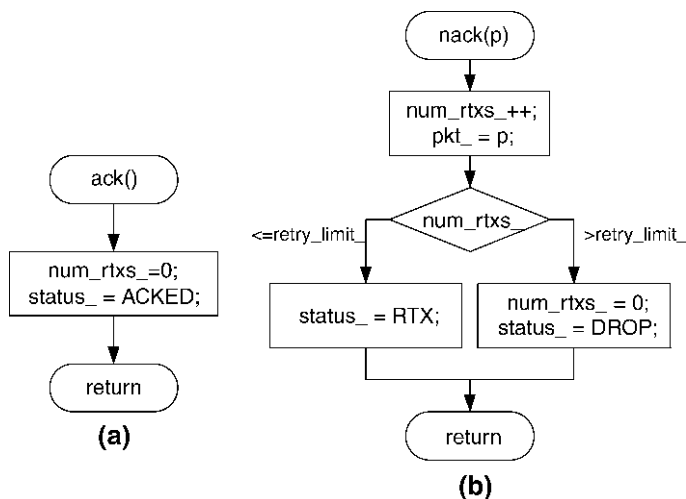 ack()
num_rtxs_=0;
status_ = ACKED;
return
(a)
nack(p)
num_rtxs_++;
pkt_ = p;
num_rtxs_
<=retry_limit_
>retry_limit_
status_ = RTX;
num_rtxs_ = 0;
status_ = DROP;
return
(b)